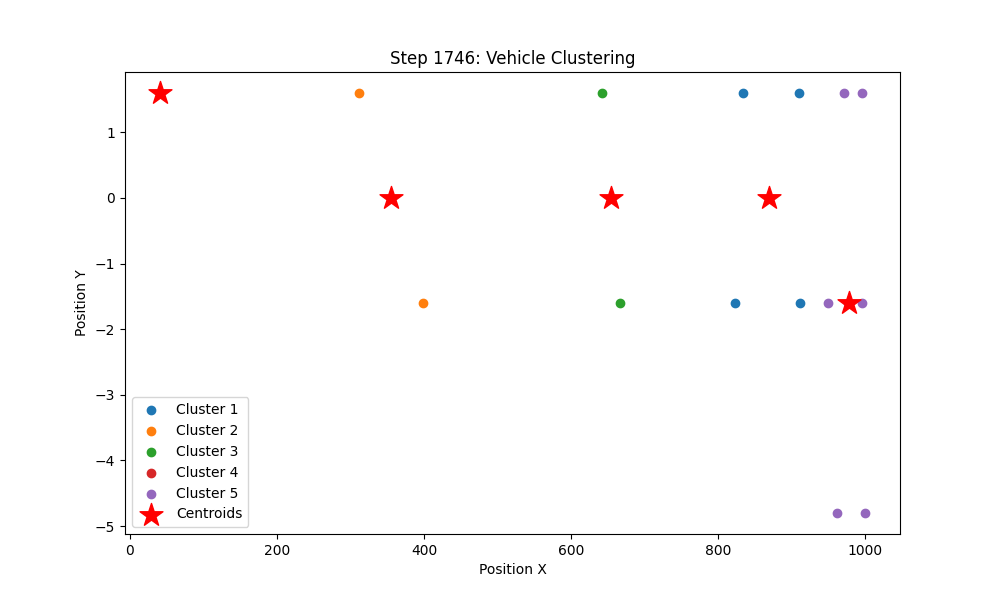 Step 1746: Vehicle Clustering
Position Y
1
0
−1
−2
−3
−4
−5
Cluster 1
Cluster 2
Cluster 3
Cluster 4
Cluster 5
Centroids
0 200 400 600 800 1000
Position X